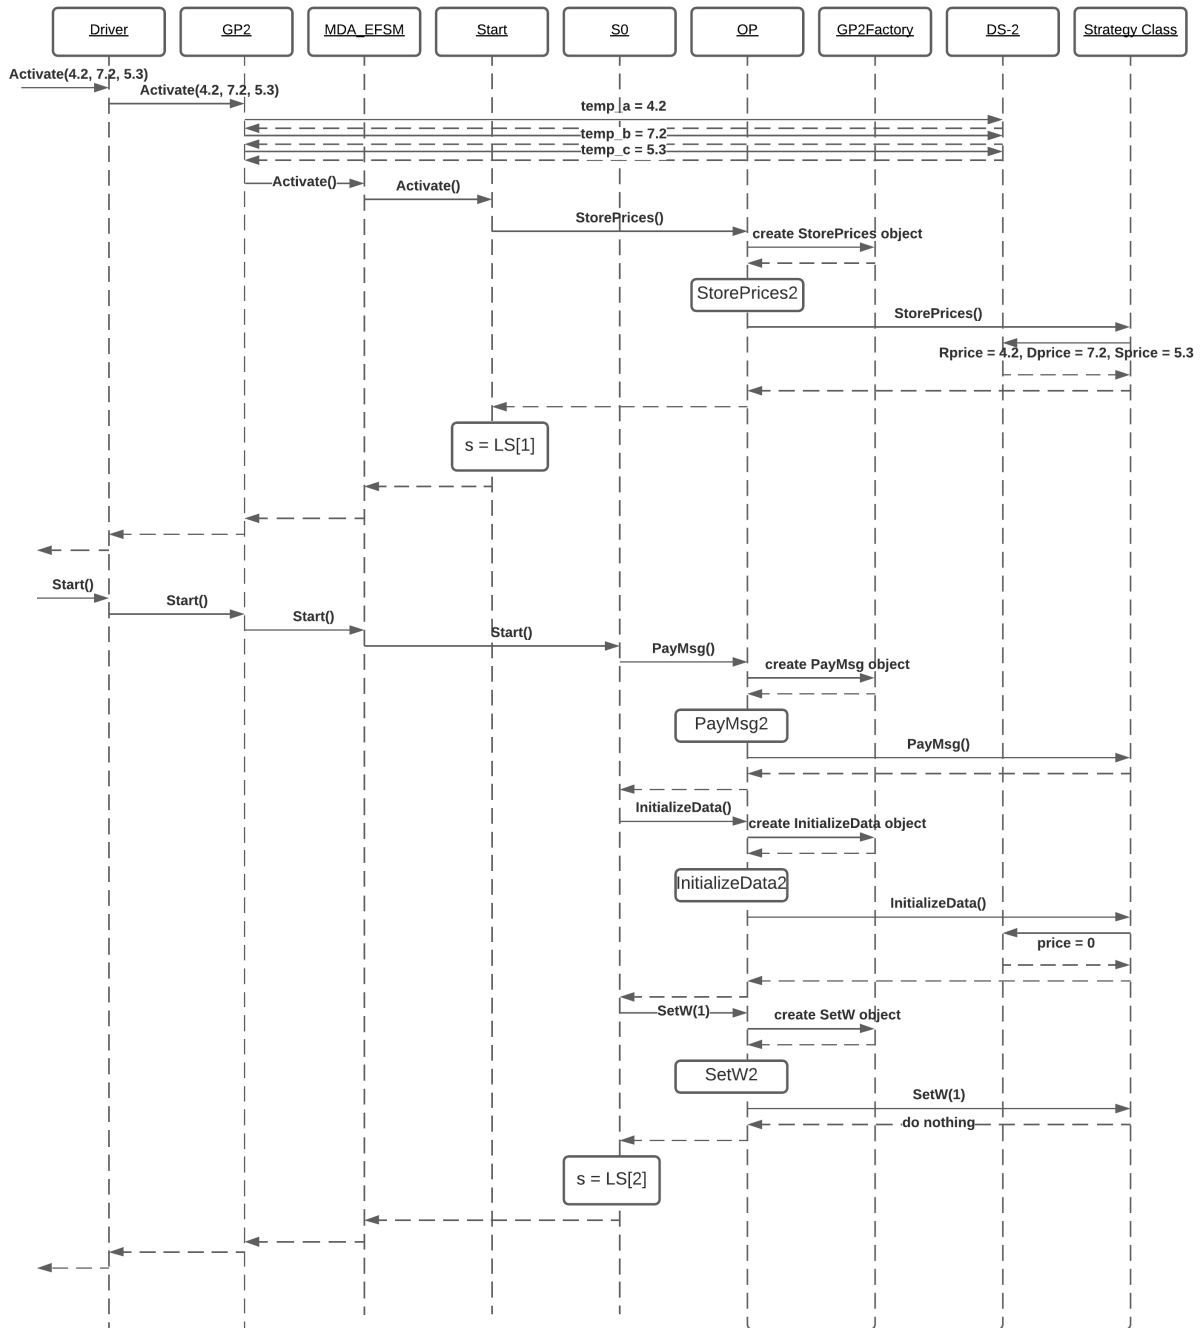 Driver
GP2
MDA_EFSM
Start
S0
OP
GP2Factory
DS-2
Strategy Class
Activate(4.2, 7.2, 5.3)
Activate(4.2, 7.2, 5.3)
temp_a = 4.2
temp_b = 7.2
temp_c = 5.3
Activate()
Activate()
StorePrices()
create StorePrices object
StorePrices2
StorePrices()
Rprice = 4.2, Dprice = 7.2, Sprice = 5.3
s = LS[1]
Start()
Start()
Start()
Start()
PayMsg()
create PayMsg object
PayMsg2
PayMsg()
InitializeData()
create InitializeData object
InitializeData2
InitializeData()
price = 0
SetW(1)
create SetW object
SetW2
SetW(1)
do nothing
s = LS[2]